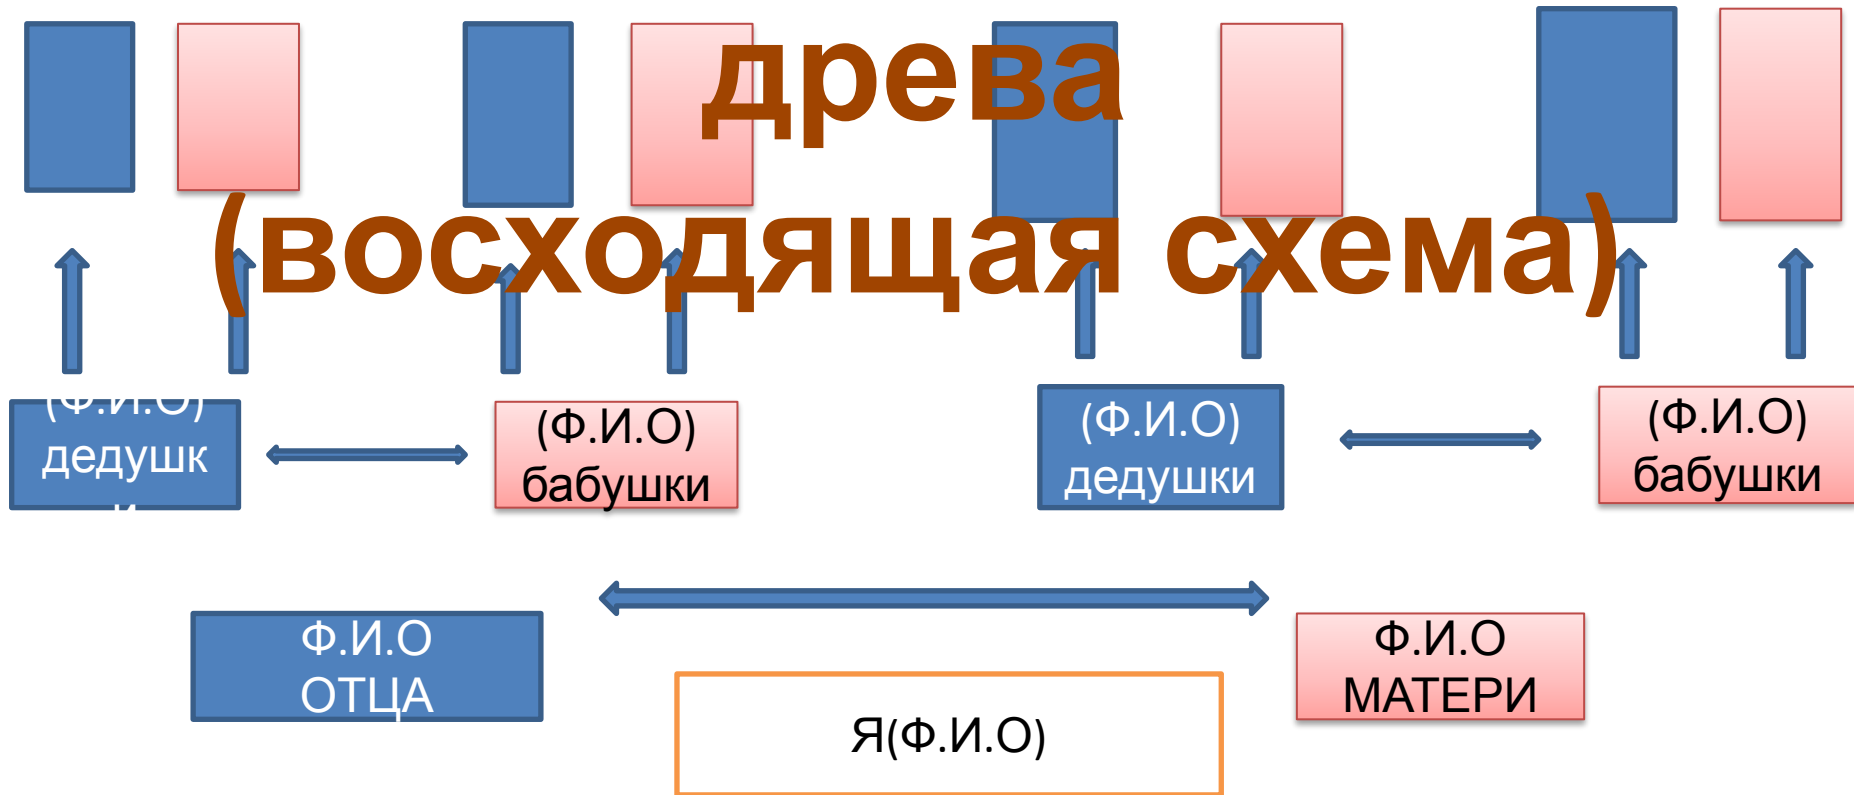 древа
(восходящая схема)
(Ф.И.О)
дедушк
и
(Ф.И.О)
бабушки
(Ф.И.О)
дедушки
(Ф.И.О)
бабушки
Ф.И.О
ОТЦА
Ф.И.О
МАТЕРИ
Я(Ф.И.О)